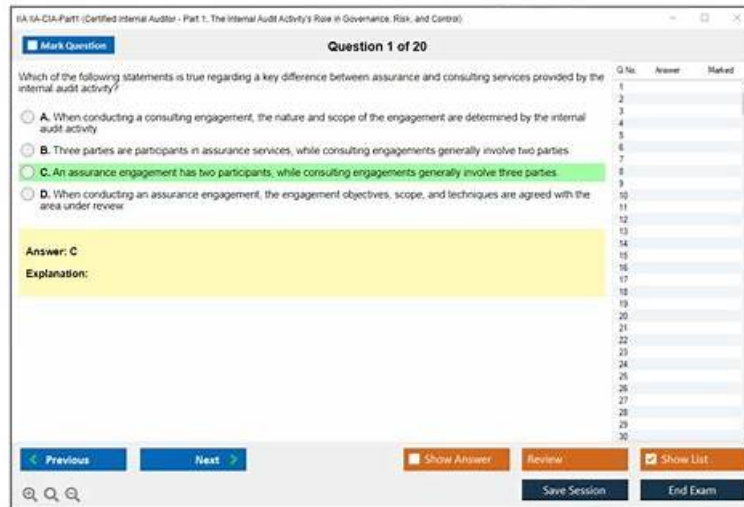 IIA IIA-CIA-Part1 (Certified Internal Auditor - Part 1, The Internal Audit Activity's Role in Governance, Risk, and Control)
Mark Question
Question 1 of 20
Which of the following statements is true regarding a key difference between assurance and consulting services provided by the
internal audit activity?
A. When conducting a consulting engagement, the nature and scope of the engagement are determined by the internal
audit activity.
B. Three parties are participants in assurance services, while consulting engagements generally involve two parties.
C. An assurance engagement has two participants, while consulting engagements generally involve three parties.
D. When conducting an assurance engagement, the engagement objectives, scope, and techniques are agreed with the
area under review.
Answer: C
Explanation:
Q No. Answer Marked
1
2
3
4
5
6
7
8
9
10
11
12
13
14
15
16
17
18
19
20
21
22
23
24
25
26
27
28
29
30
Previous
Next
Show Answer
Review
Show List
Save Session
End Exam